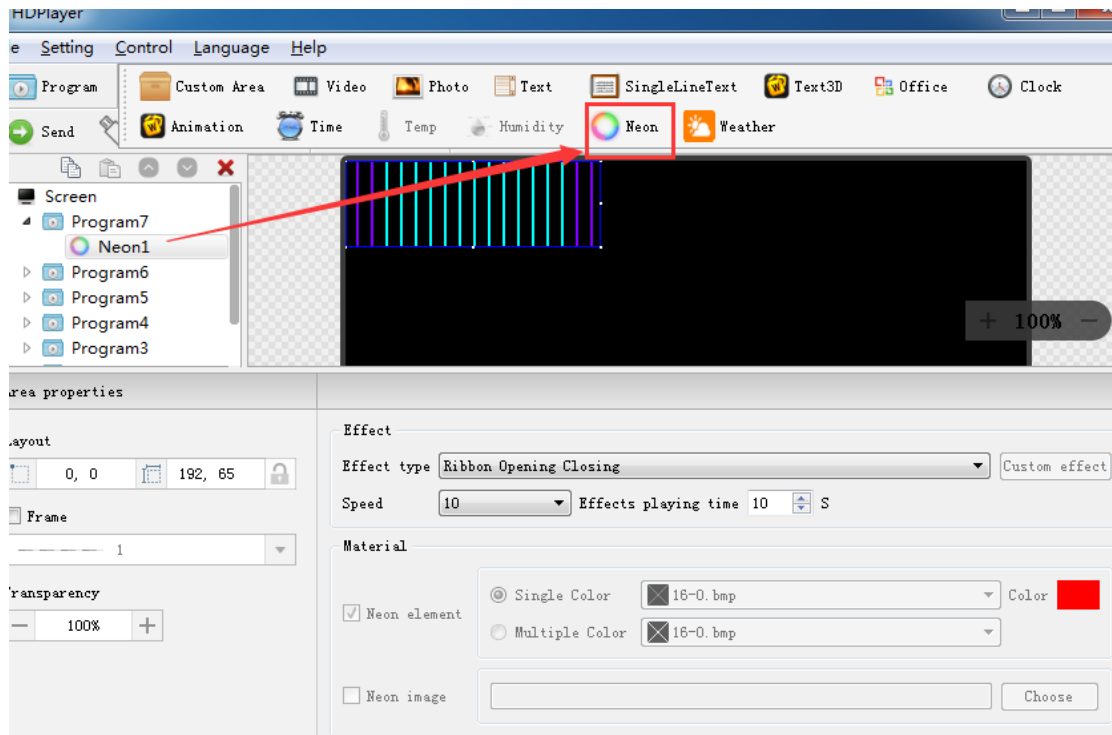 HDPlayer
e Setting Control Language Help
Program Custom Area Video Photo Text SingleLineText Text3D Office Clock
Send Animation Time Temp Humidity Neon Weather
Screen
Program7
Neon1
Program6
Program5
Program4
Program3
+ 100% −
rea properties
ayout
0, 0 192, 65
Frame
1
ransparency
− 100% +
Effect
Effect type Ribbon Opening Closing Custom effect
Speed 10 Effects playing time 10 S
Material
Neon element
Single Color 16-0.bmp Color
Multiple Color 16-0.bmp
Neon image Choose